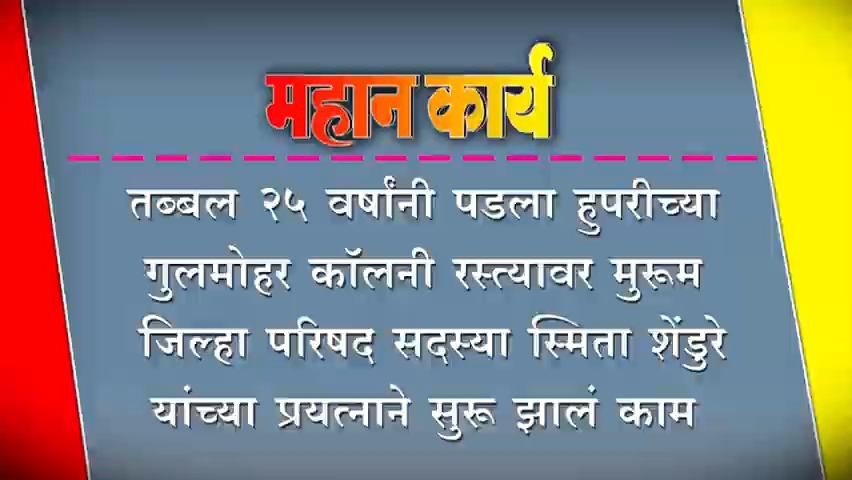 महान कार्य
तब्बल २५ वर्षांनी पडला हुपरीच्या
गुलमोहर कॉलनी रस्त्यावर मुरूम
जिल्हा परिषद सदस्या स्मिता शेंडुरे
यांच्या प्रयत्नाने सुरू झालं काम